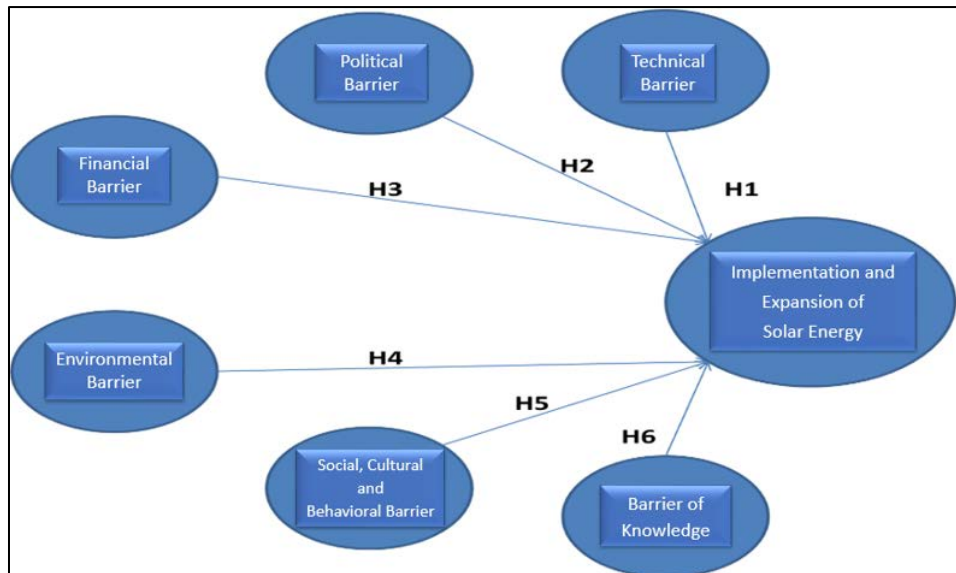 Political
Barrier
Technical
Barrier
Financial
Barrier
H3
H2
H1
Implementation and
Expansion of
Solar Energy
Environmental
Barrier
H4
H5
H6
Social, Cultural
and
Behavioral Barrier
Barrier of
Knowledge